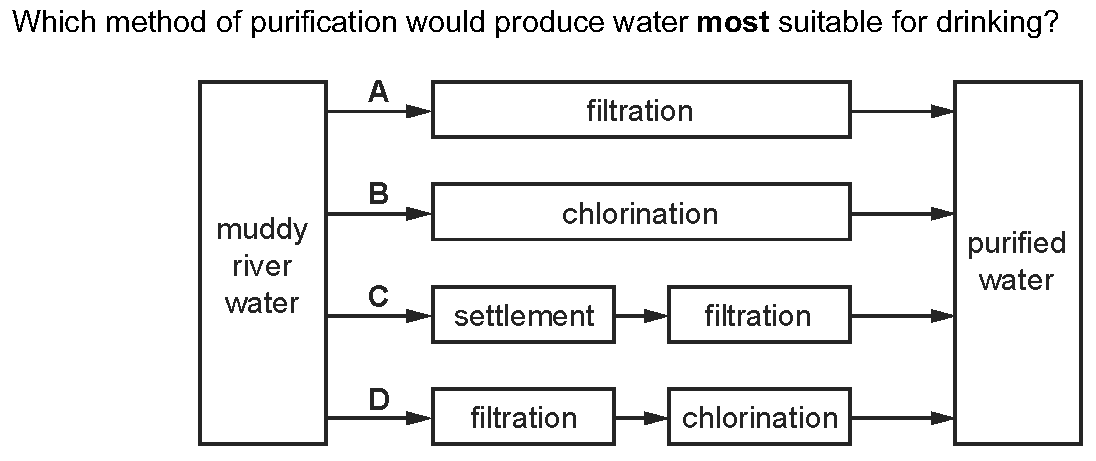 Which method of purification would produce water most suitable for drinking?
muddy
river
water
A
filtration
B
chlorination
C
settlement
filtration
D
filtration
chlorination
purified
water